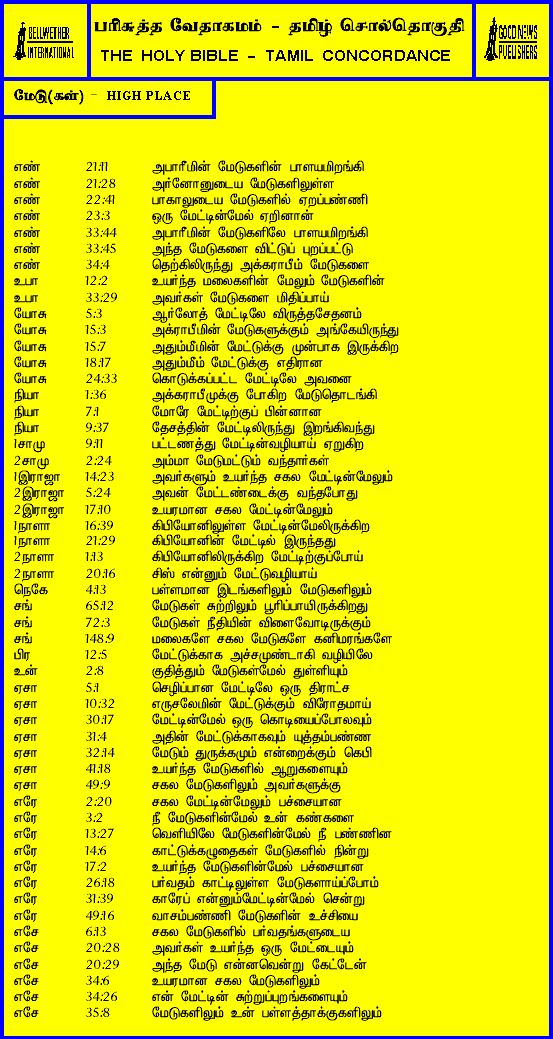 BELLWETHER
INTERNATIONAL
பரிசுத்த வேதாகமம் - தமிழ் சொல்தொகுதி
THE HOLY BIBLE - TAMIL CONCORDANCE
GOOD NEWS
PUBLISHERS
மேடு(கள்) - HIGH PLACE
எண் 21:11 அபாரீமின் மேடுகளின் பாளயமிறங்கி
எண் 21:28 அர்னோனுடைய மேடுகளிலுள்ள
எண் 22:41 பாகாலுடைய மேடுகளில் ஏறப்பண்ணி
எண் 23:3 ஒரு மேட்டின்மேல் ஏறினான்
எண் 33:44 அபாரீமின் மேடுகளிலே பாளயமிறங்கி
எண் 33:45 அந்த மேடுகளை விட்டுப் புறப்பட்டு
எண் 34:4 தெற்கிலிருந்து அக்கராபீம் மேடுகளை
உபா 12:2 உயர்ந்த மலைகளின் மேலும் மேடுகளின்
உபா 33:29 அவர்கள் மேடுகளை மிதிப்பாய்
யோசு 5:3 ஆர்லோத் மேட்டிலே விருத்தசேதனம்
யோசு 15:3 அக்ராபீமின் மேடுகளுக்கும் அங்கேயிருந்து
யோசு 15:7 அதும்மீமின் மேட்டுக்கு முன்பாக இருக்கிற
யோசு 18:17 அதும்மீம் மேட்டுக்கு எதிரான
யோசு 24:33 கொடுக்கப்பட்ட மேட்டிலே அவனை
நியா 1:36 அக்கராபீமுக்கு போகிற மேடுதொடங்கி
நியா 7:1 மோரே மேட்டிற்குப் பின்னான
நியா 9:37 தேசத்தின் மேட்டிலிருந்து இறங்கிவந்து
1சாமு 9:11 பட்டணத்து மேட்டின்வழியாய் ஏறுகிற
2சாமு 2:24 அம்மா மேடுமட்டும் வந்தார்கள்
1இராஜா 14:23 அவர்களும் உயர்ந்த சகல மேட்டின்மேலும்
2இராஜா 5:24 அவன் மேட்டண்டைக்கு வந்தபோது
2இராஜா 17:10 உயரமான சகல மேட்டின்மேலும்
1நாளா 16:39 கிபியோனிலுள்ள மேட்டின்மேலிருக்கிற
1நாளா 21:29 கிபியோனின் மேட்டில் இருந்தது
2நாளா 1:13 கிபியோனிலிருக்கிற மேட்டிற்குப்போய்
2நாளா 20:16 சிஸ் என்னும் மேட்டுவழியாய்
நெகே 4:13 பள்ளமான இடங்களிலும் மேடுகளிலும்
சங் 65:12 மேடுகள் சுற்றிலும் பூரிப்பாயிருக்கிறது
சங் 72:3 மேடுகள் நீதியின் விளைவோடிருக்கும்
சங் 148:9 மலைகளே சகல மேடுகளே கனிமரங்களே
பிர 12:5 மேட்டுக்காக அச்சமுண்டாகி வழியிலே
உன் 2:8 குதித்தும் மேடுகள்மேல் துள்ளியும்
ஏசா 5:1 செழிப்பான மேட்டிலே ஒரு திராட்ச
ஏசா 10:32 எருசலேமின் மேட்டுக்கும் விரோதமாய்
ஏசா 30:17 மேட்டின்மேல் ஒரு கொடியைப்போலவும்
ஏசா 31:4 அதின் மேட்டுக்காகவும் யுத்தம்பண்ண
ஏசா 32:14 மேடும் துருக்கமும் என்றைக்கும் கெபி
ஏசா 41:18 உயர்ந்த மேடுகளில் ஆறுகளையும்
ஏசா 49:9 சகல மேடுகளிலும் அவர்களுக்கு
எரே 2:20 சகல மேட்டின்மேலும் பச்சையான
எரே 3:2 நீ மேடுகளின்மேல் உன் கண்களை
எரே 13:27 வெளியிலே மேடுகளின்மேல் நீ பண்ணின
எரே 14:6 காட்டுக்கழுதைகள் மேடுகளில் நின்று
எரே 17:2 உயர்ந்த மேடுகளின்மேல் பச்சையான
எரே 26:18 பர்வதம் காட்டிலுள்ள மேடுகளாய்ப்போம்
எரே 31:39 காரேப் என்னும்மேட்டின்மேல் சென்று
எரே 49:16 வாசம்பண்ணி மேடுகளின் உச்சியை
எசே 6:13 சகல மேடுகளில் பர்வதங்களுடைய
எசே 20:28 அவர்கள் உயர்ந்த ஒரு மேட்டையும்
எசே 20:29 அந்த மேடு என்னவென்று கேட்டேன்
எசே 34:6 உயரமான சகல மேடுகளிலும்
எசே 34:26 என் மேட்டின் சுற்றுப்புறங்களையும்
எசே 35:8 மேடுகளிலும் உன் பள்ளத்தாக்குகளிலும்